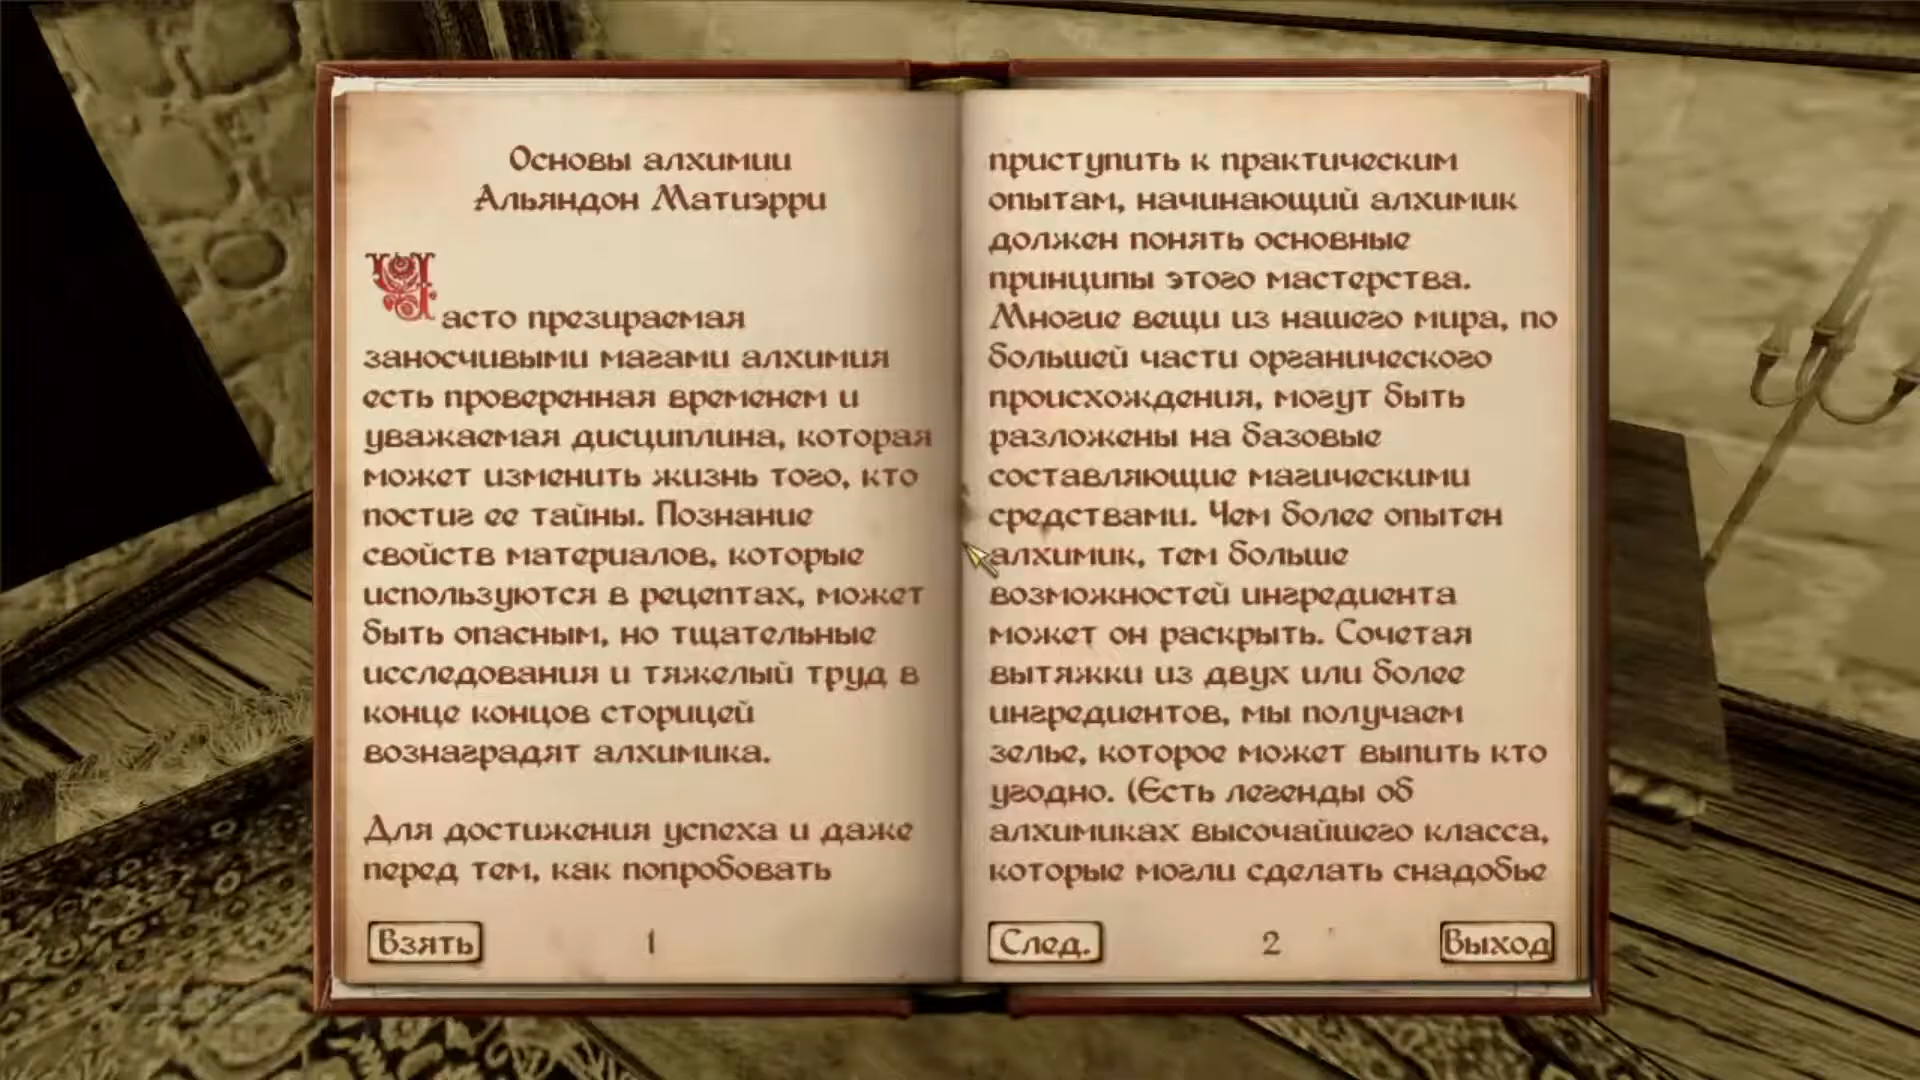 Основы алхимии
Альяндон Матиэрри
Часто презираемая
заносчивыми магами алхимия
есть проверенная временем и
уважаемая дисциплина, которая
может изменить жизнь того, кто
постиг ее тайны. Познание
свойств материалов, которые
используются в рецептах, может
быть опасным, но тщательные
исследования и тяжелый труд в
конце концов сторицей
вознаградят алхимика.
Для достижения успеха и даже
перед тем, как попробовать
Взять
1
приступить к практическим
опытам, начинающий алхимик
должен понять основные
принципы этого мастерства.
Многие вещи из нашего мира, по
большей части органического
происхождения, могут быть
разложены на базовые
составляющие магическими
средствами. Чем более опытен
алхимик, тем больше
возможностей ингредиента
может он раскрыть. Сочетая
вытяжки из двух или более
ингредиентов, мы получаем
зелье, которое может выпить кто
угодно. (Есть легенды об
алхимиках высочайшего класса,
которые могли сделать снадобье
След.
2
Выход